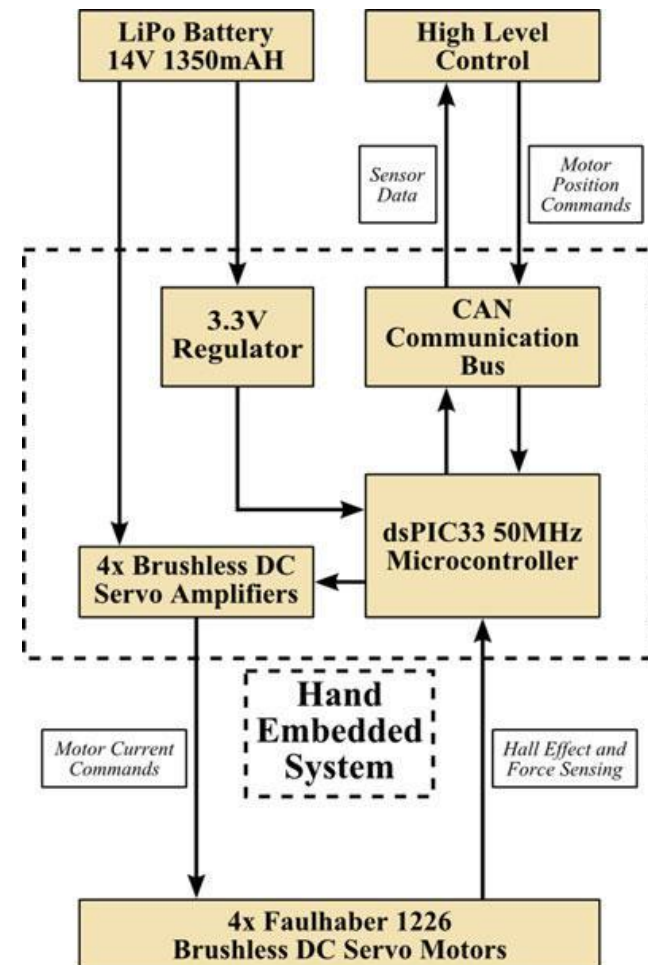 LiPo Battery
14V 1350mAH
High Level
Control
Sensor
Data
Motor
Position
Commands
3.3V
Regulator
CAN
Communication
Bus
dsPIC33 50MHz
Microcontroller
4x Brushless DC
Servo Amplifiers
Hand
Embedded
System
Motor Current
Commands
Hall Effect and
Force Sensing
4x Faulhaber 1226
Brushless DC Servo Motors